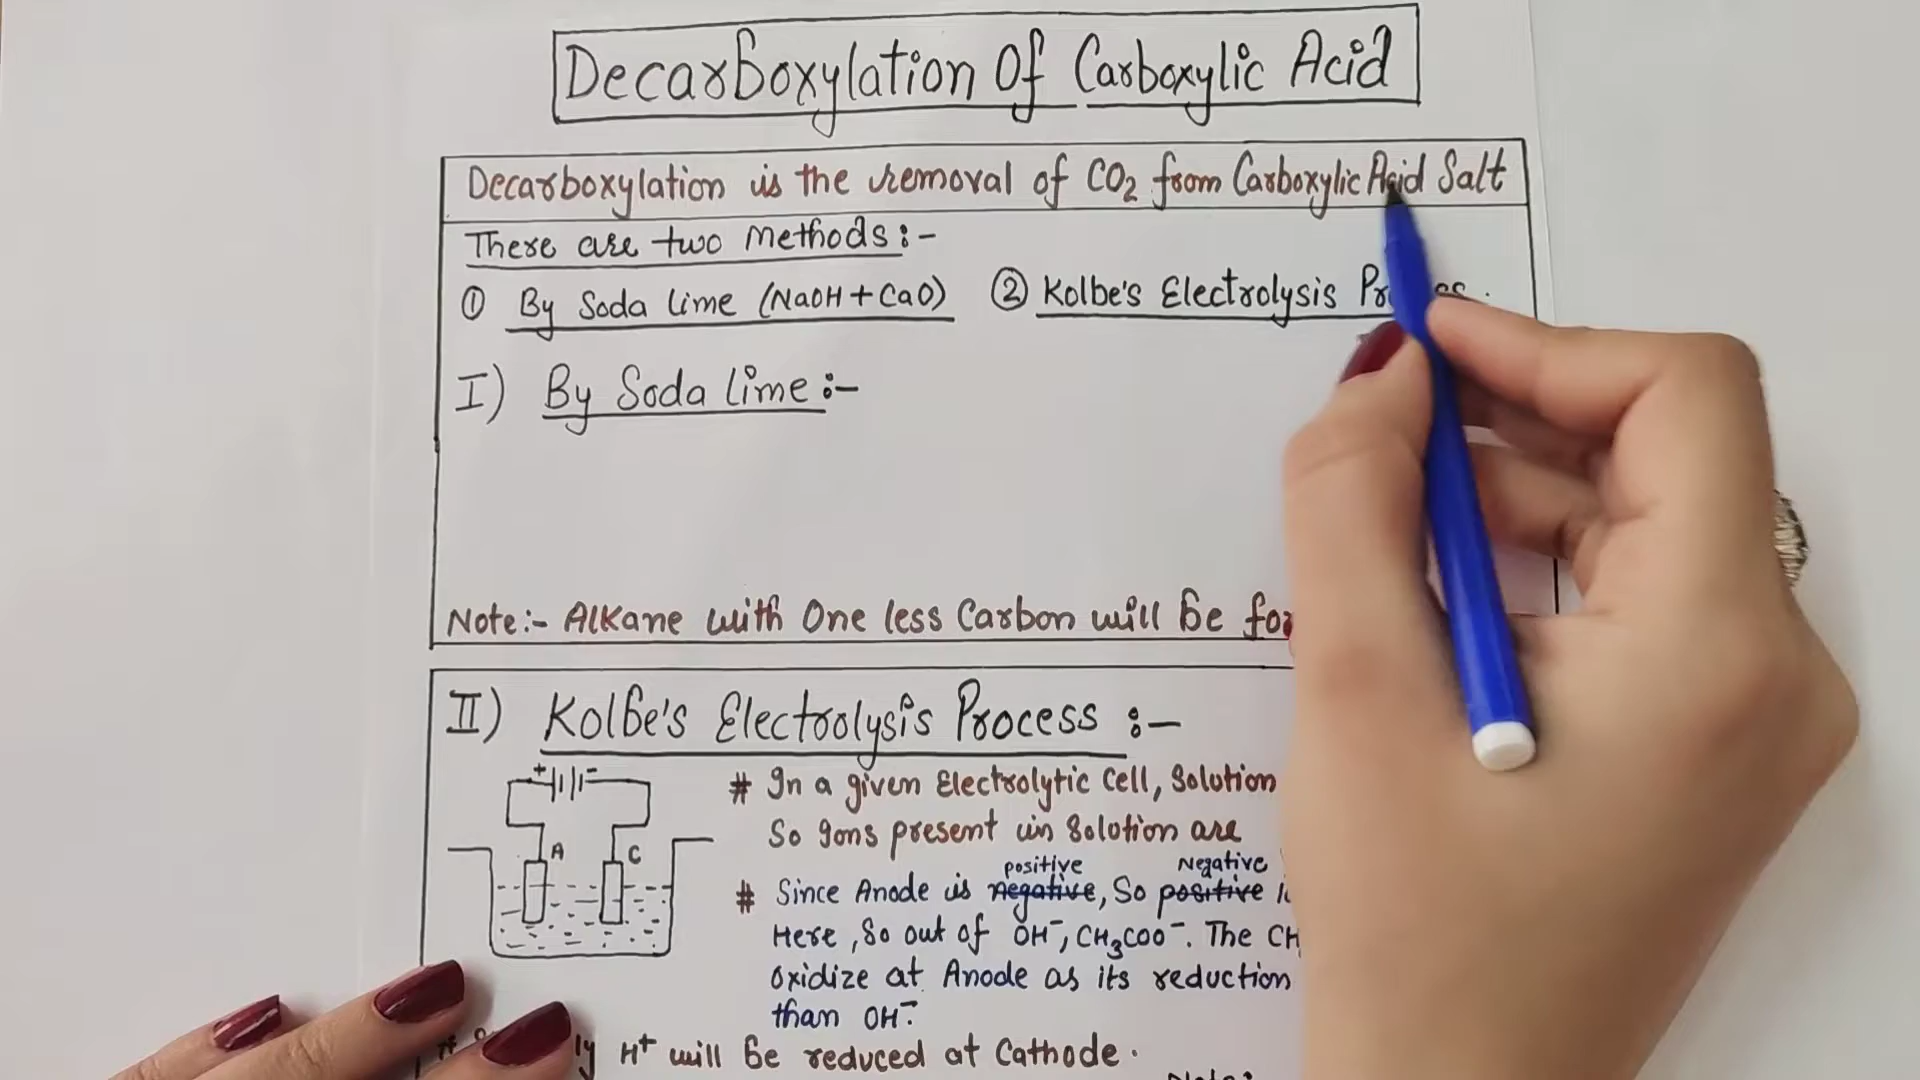 Decarboxylation Of Carboxylic Acid
Decarboxylation is the removal of CO2 from Carboxylic Acid Salt
There are two Methods:-
① By Soda lime (NaOH + CaO) ② Kolbe's Electrolysis
I) By Soda lime :-
Note:- Alkane with One less Carbon will be
II) Kolbe's Electrolysis Process :-
+ -
A C
# In a given Electrolytic Cell, Solution
So Ions present in Solution are
positive Negative
# Since Anode is negative, So positive
Here, So out of OH-, CH3COO-. The
Oxidize at Anode as its reduction
than OH-.
H+ will be reduced at Cathode.